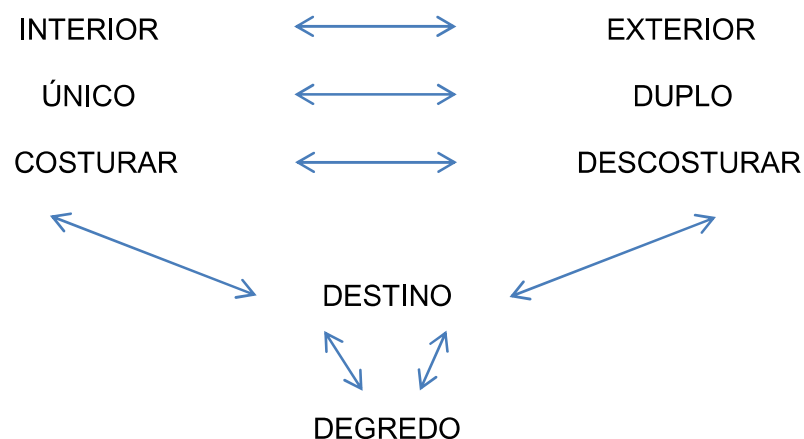 INTERIOR EXTERIOR
ÚNICO DUPLO
COSTURAR DESCOSTURAR
DESTINO
DEGREDO